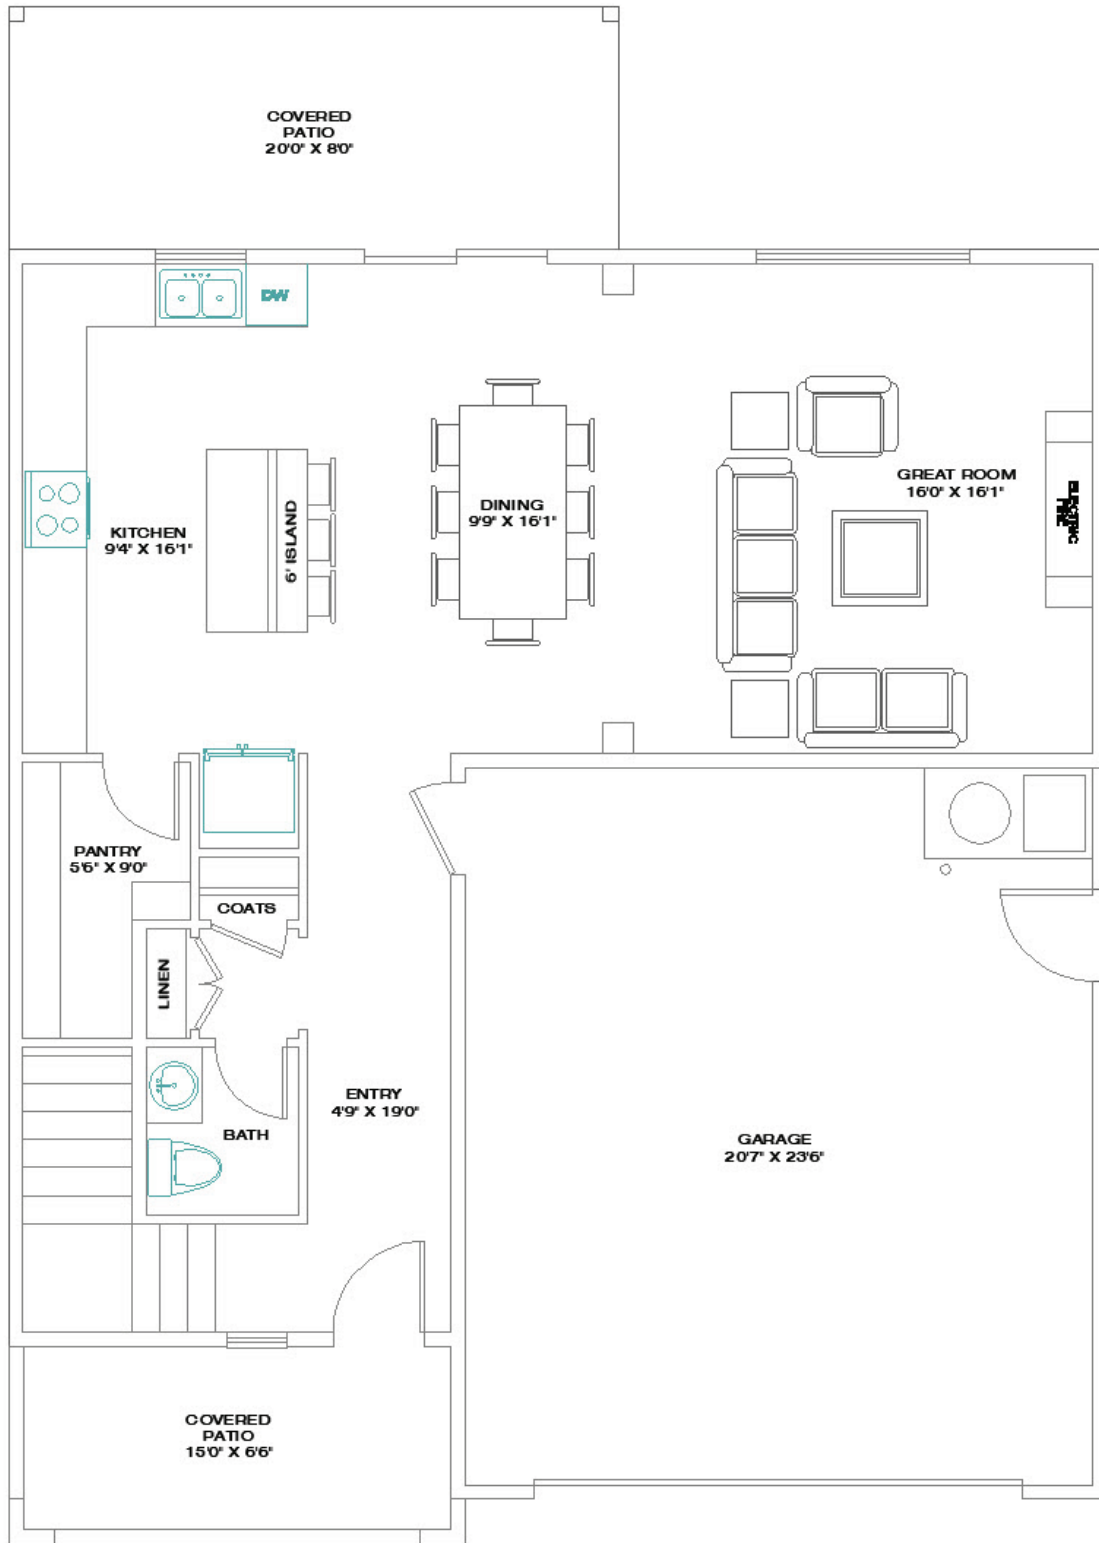 COVERED
PATIO
20'0" X 8'0"
DW
GREAT ROOM
16'0" X 16'1"
ELECTRIC
FIRE
DINING
9'9" X 16'1"
KITCHEN
9'4" X 16'1"
6' ISLAND
PANTRY
5'6" X 9'0"
COATS
LINEN
ENTRY
4'9" X 19'0"
BATH
GARAGE
20'7" X 23'6"
COVERED
PATIO
15'0" X 6'6"